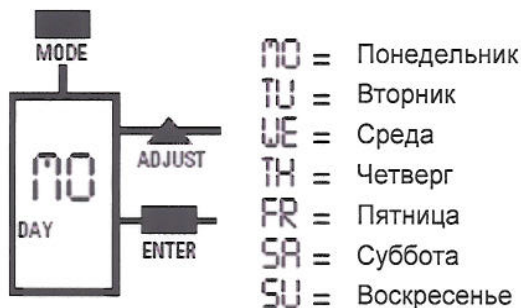 MODE
MO
DAY
ADJUST
ENTER
MO = Понедельник
TU = Вторник
WE = Среда
TH = Четверг
FR = Пятница
SA = Суббота
SU = Воскресенье